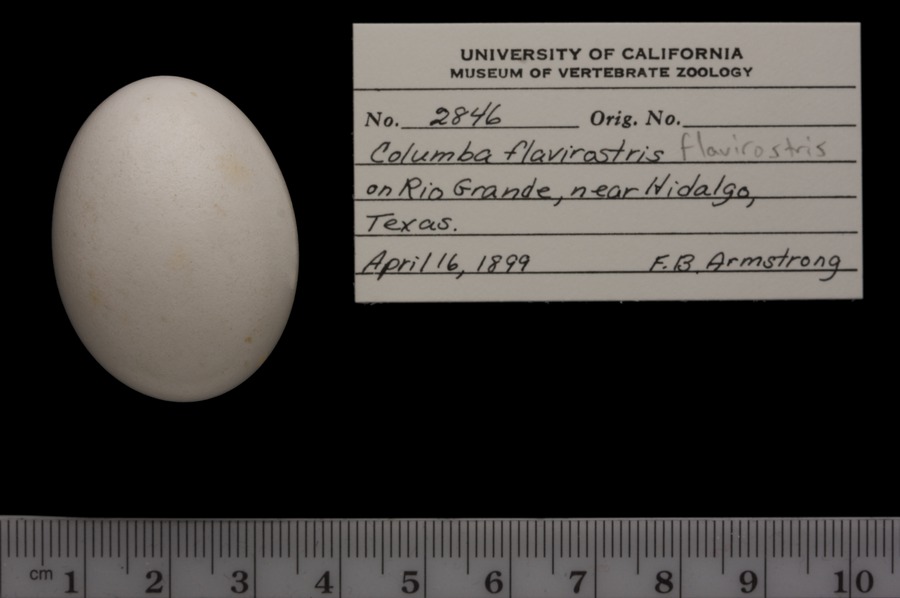 UNIVERSITY OF CALIFORNIA
MUSEUM OF VERTEBRATE ZOOLOGY
No. 2846 Orig. No.
Columba flavirostris flavirostris
on Rio Grande, near Hidalgo,
Texas.
April 16, 1899 F.B. Armstrong
cm 1 2 3 4 5 6 7 8 9 10